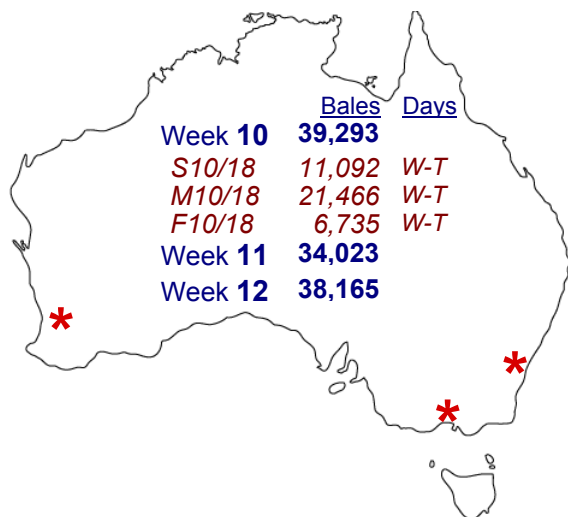 Bales Days
Week 10 39,293
S10/18 11,092 W-T
M10/18 21,466 W-T
F10/18 6,735 W-T
Week 11 34,023
Week 12 38,165
*
*
*